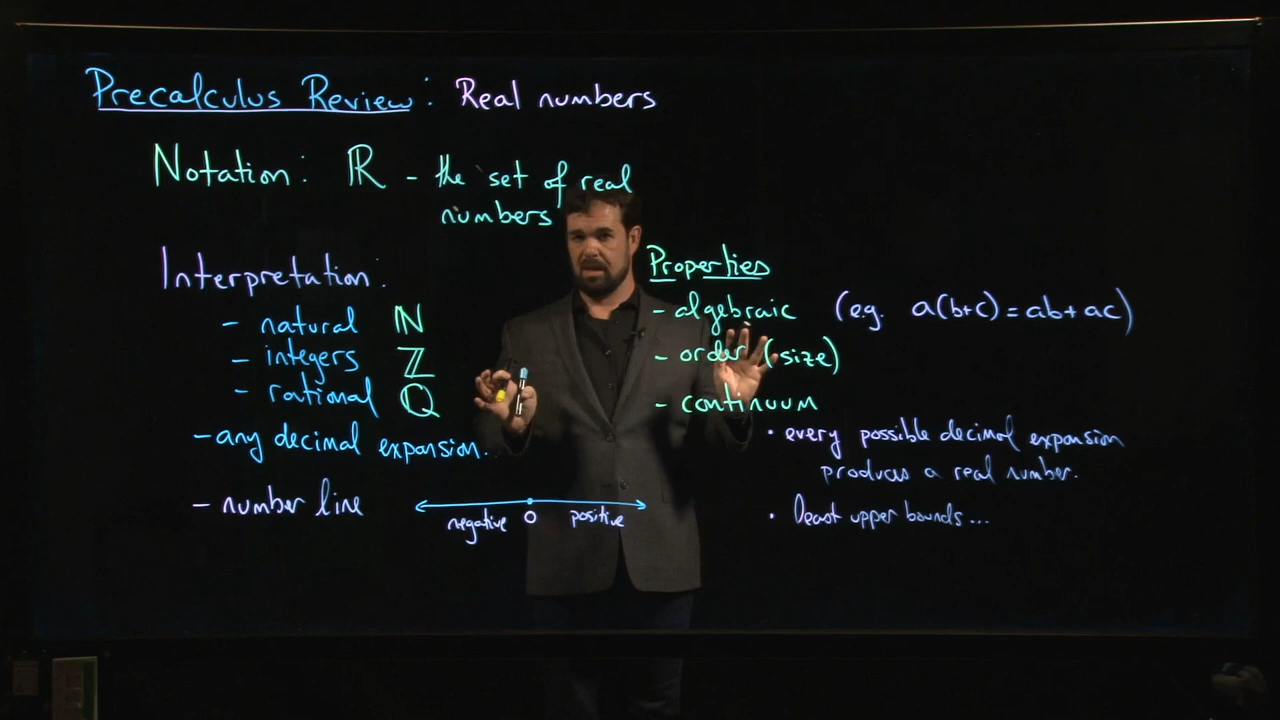 Precalculus Review: Real numbers
Notation: ℝ - the set of real
numbers
Interpretation:
- natural ℕ
- integers ℤ
- rational ℚ
- any decimal expansion.
- number line
negative 0 positive
Properties
- algebraic (eg. a(b+c)=ab+ac)
- order (size)
- continuum
• every possible decimal expansion
produces a real number.
• least upper bounds...